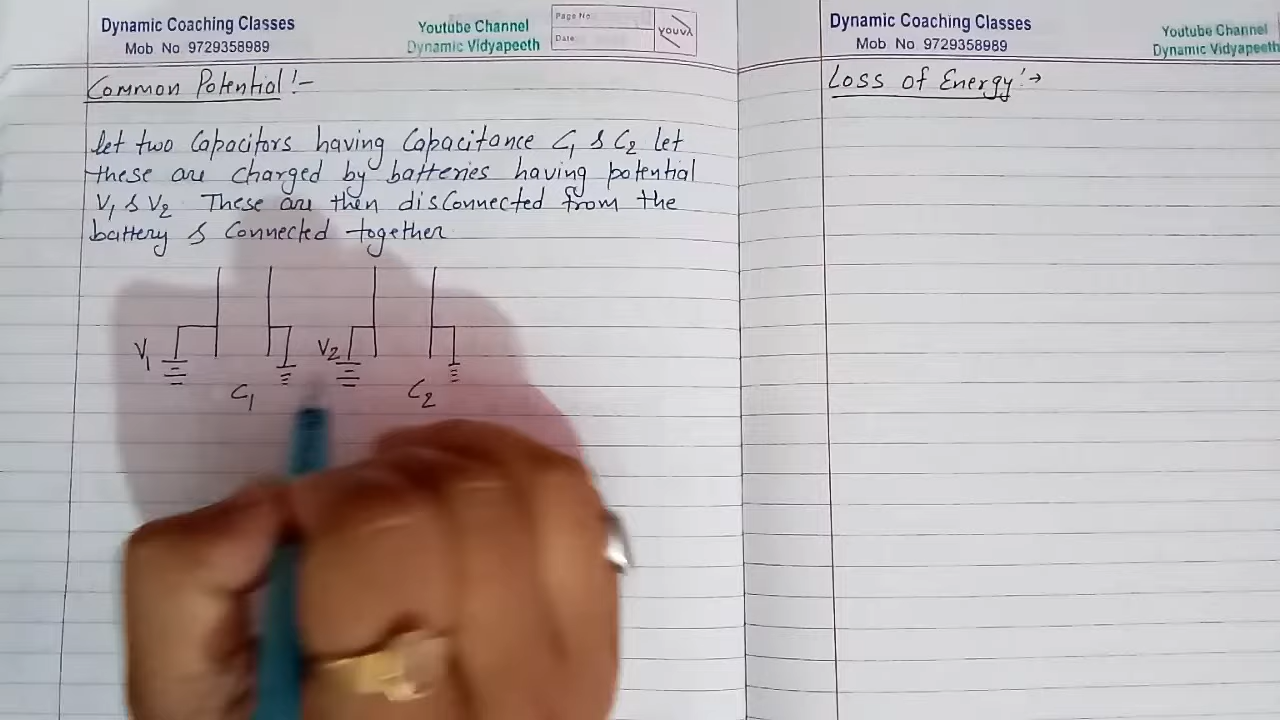 Dynamic Coaching Classes
Mob No 9729358989
Youtube Channel
Dynamic Vidyapeeth
Page No
Date
YOUVA
Common Potential :-
Let two Capacitors having Capacitance C1 & C2 Let
these are charged by batteries having potential
V1 & V2 These are then disConnected from the
battery & Connected together
V1
C1
V2
C2
Dynamic Coaching Classes
Mob No 9729358989
Youtube Channel
Dynamic Vidyapeeth
Loss of Energy :→